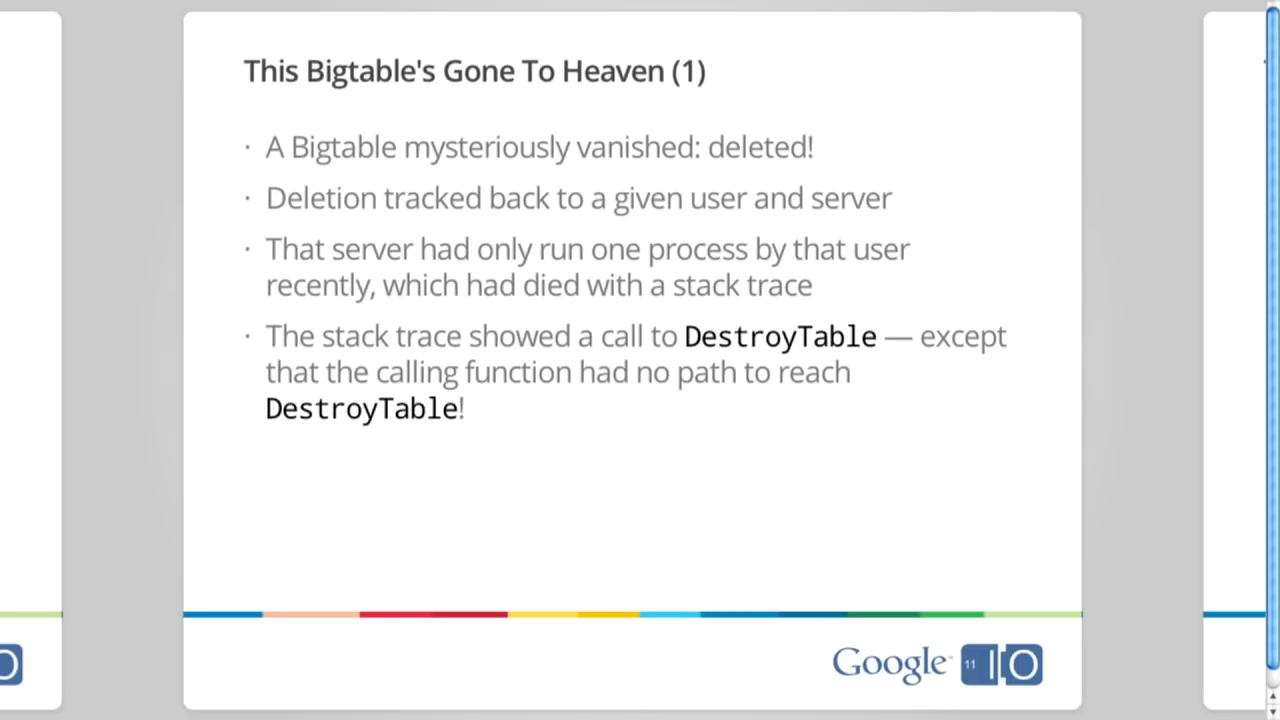 This Bigtable's Gone To Heaven (1)
· A Bigtable mysteriously vanished: deleted!
· Deletion tracked back to a given user and server
· That server had only run one process by that user
recently, which had died with a stack trace
· The stack trace showed a call to DestroyTable — except
that the calling function had no path to reach
DestroyTable!
Google™ 11 IO
O